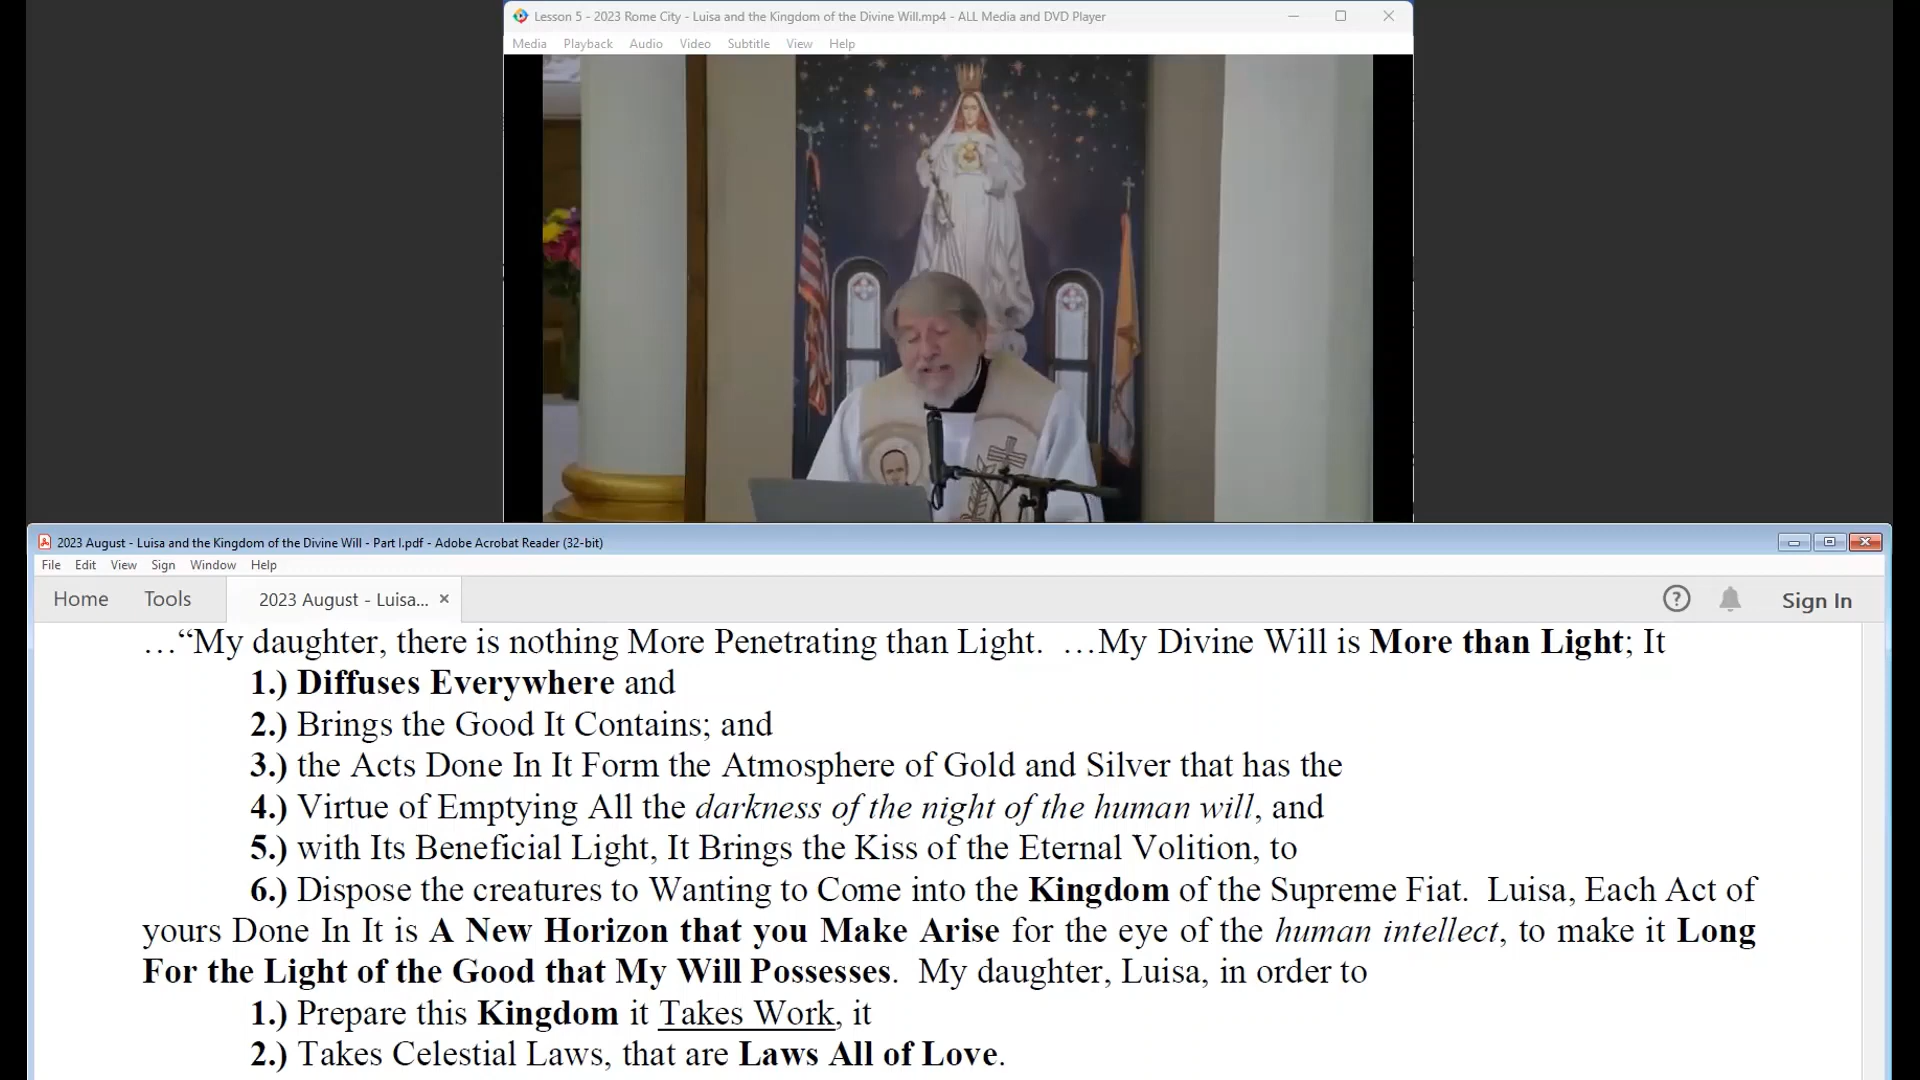 Lesson 5 - 2023 Rome City - Luisa and the Kingdom of the Divine Will.mp4 - ALL Media and DVD Player
Media Playback Audio Video Subtitle View Help
2023 August - Luisa and the Kingdom of the Divine Will - Part I.pdf - Adobe Acrobat Reader (32-bit)
File Edit View Sign Window Help
Home Tools 2023 August - Luisa... × Sign In
…“My daughter, there is nothing More Penetrating than Light. …My Divine Will is More than Light; It
1.) Diffuses Everywhere and
2.) Brings the Good It Contains; and
3.) the Acts Done In It Form the Atmosphere of Gold and Silver that has the
4.) Virtue of Emptying All the darkness of the night of the human will, and
5.) with Its Beneficial Light, It Brings the Kiss of the Eternal Volition, to
6.) Dispose the creatures to Wanting to Come into the Kingdom of the Supreme Fiat. Luisa, Each Act of
yours Done In It is A New Horizon that you Make Arise for the eye of the human intellect, to make it Long
For the Light of the Good that My Will Possesses. My daughter, Luisa, in order to
1.) Prepare this Kingdom it Takes Work, it
2.) Takes Celestial Laws, that are Laws All of Love.